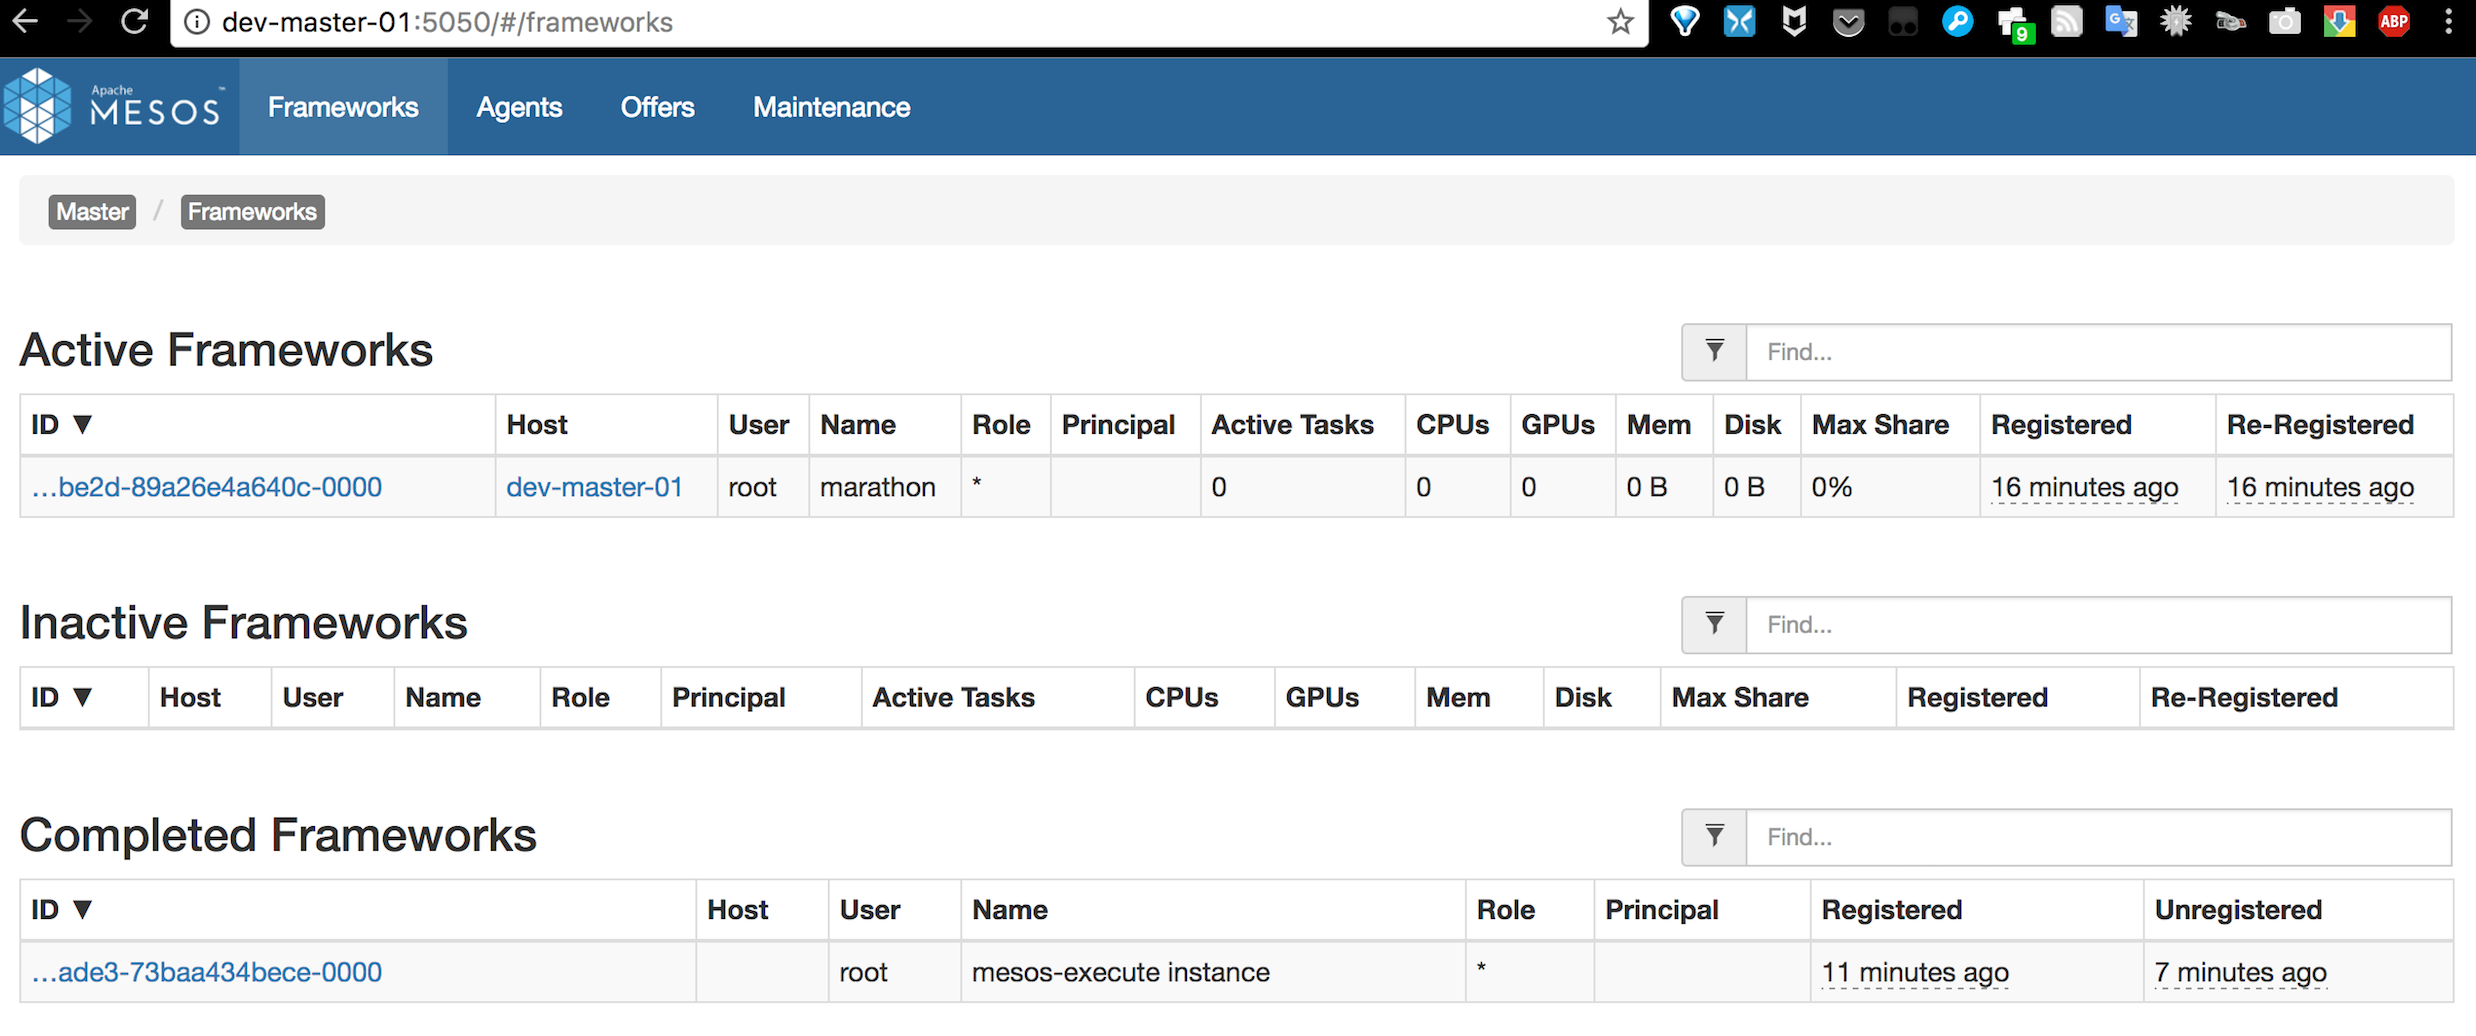 dev-master-01:5050/#/frameworks
9
ABP
Apache
MESOS™
Frameworks Agents Offers Maintenance
Master / Frameworks
Active Frameworks
Find...
ID ▼ Host User Name Role Principal Active Tasks CPUs GPUs Mem Disk Max Share Registered Re-Registered
...be2d-89a26e4a640c-0000 dev-master-01 root marathon * 0 0 0 0 B 0 B 0% 16 minutes ago 16 minutes ago
Inactive Frameworks
Find...
ID ▼ Host User Name Role Principal Active Tasks CPUs GPUs Mem Disk Max Share Registered Re-Registered
Completed Frameworks
Find...
ID ▼ Host User Name Role Principal Registered Unregistered
...ade3-73baa434bece-0000 root mesos-execute instance * 11 minutes ago 7 minutes ago